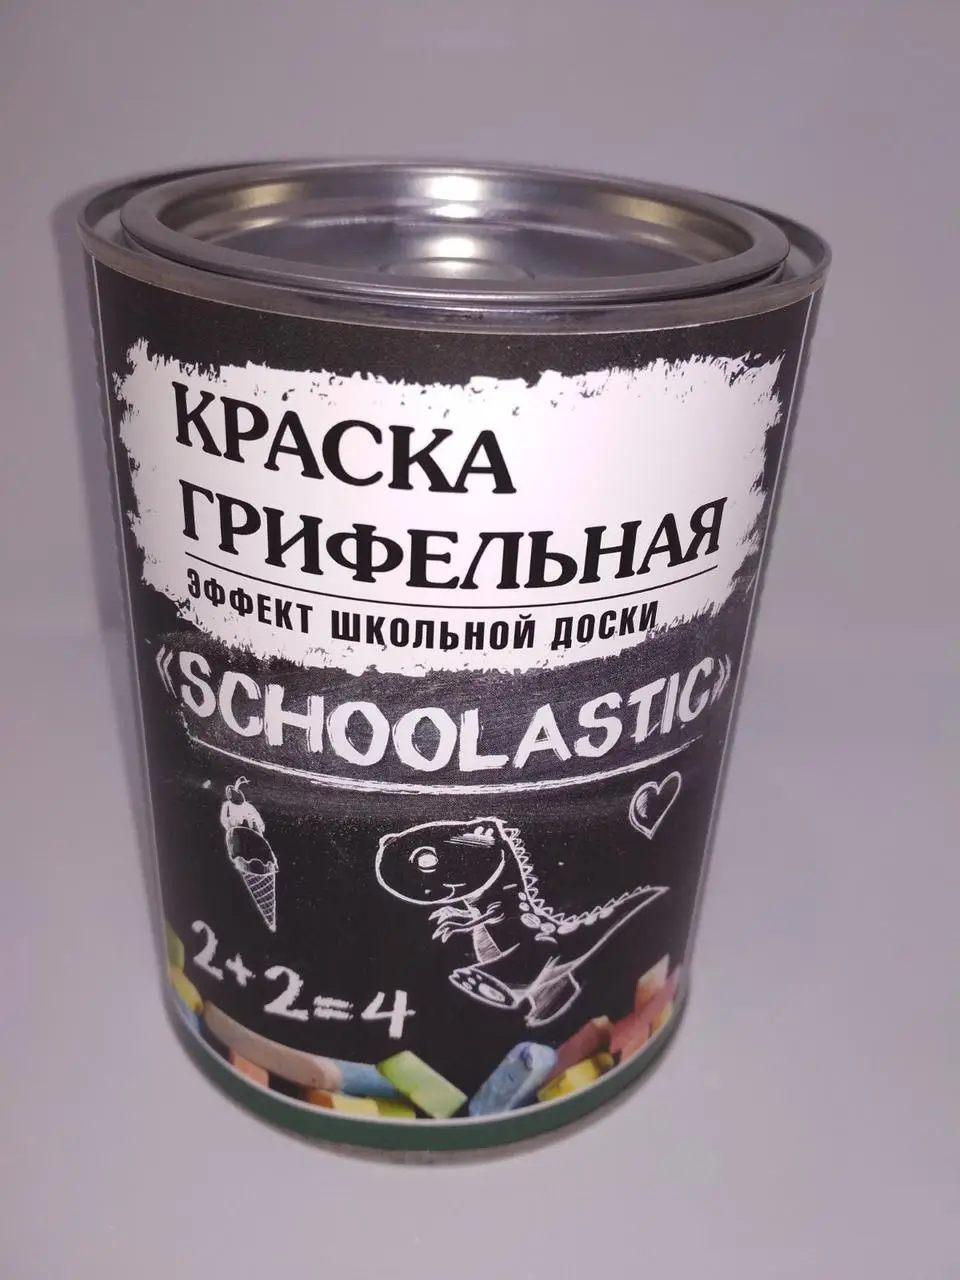 КРАСКА
ГРИФЕЛЬНАЯ
ЭФФЕКТ ШКОЛЬНОЙ ДОСКИ
«SCHOOLASTIC»
2+2=4